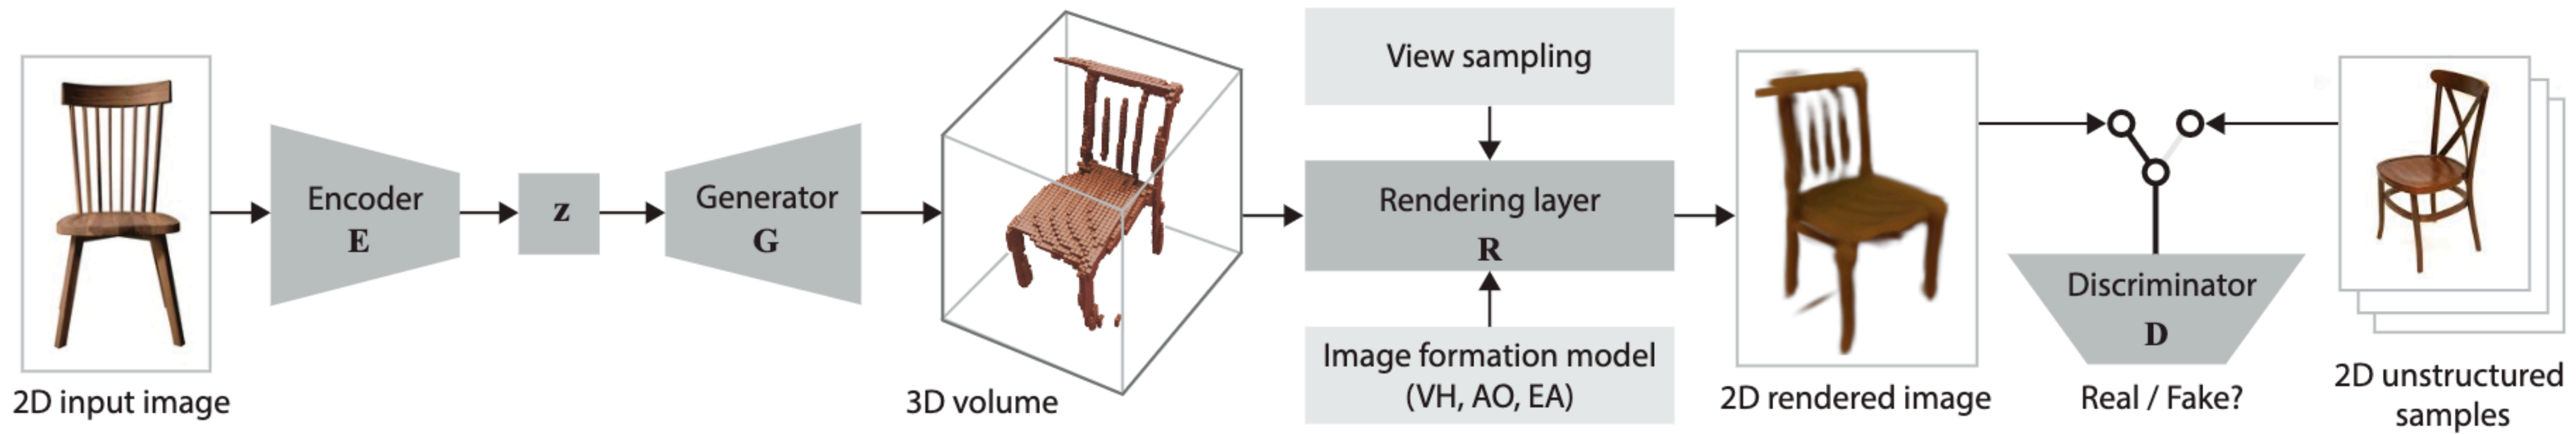 2D input image
Encoder
E
z
Generator
G
3D volume
View sampling
Rendering layer
R
Image formation model
(VH, AO, EA)
2D rendered image
Discriminator
D
Real / Fake?
2D unstructured
samples